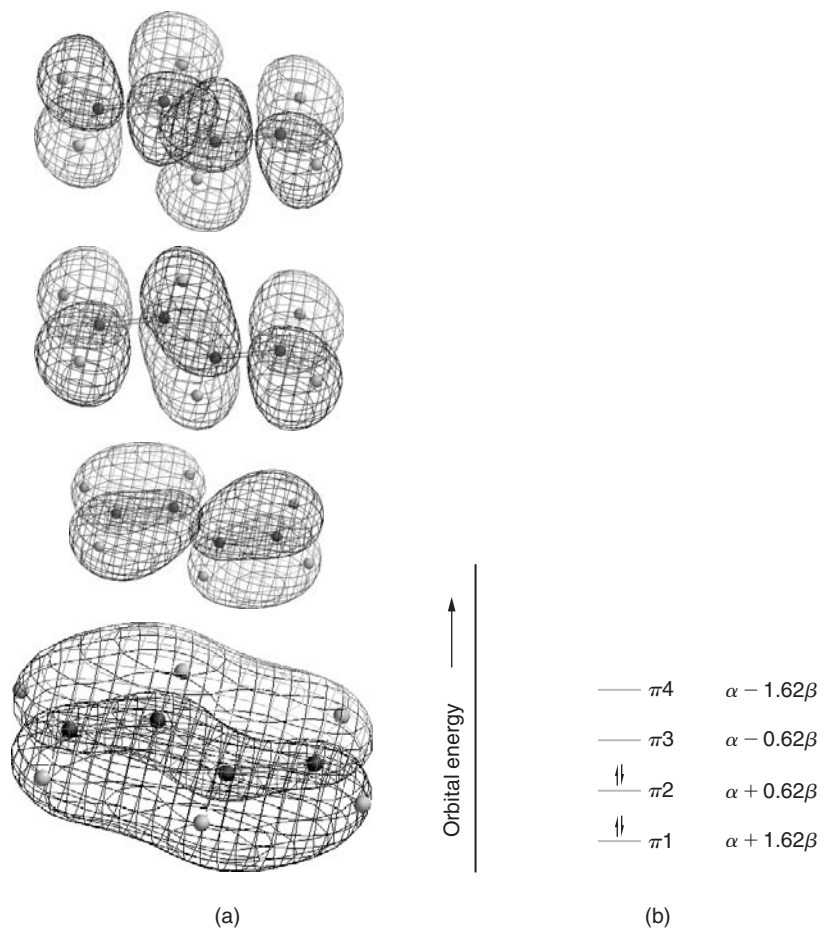 Orbital energy
π4 α − 1.62β
π3 α − 0.62β
π2 α + 0.62β
π1 α + 1.62β
(a) (b)